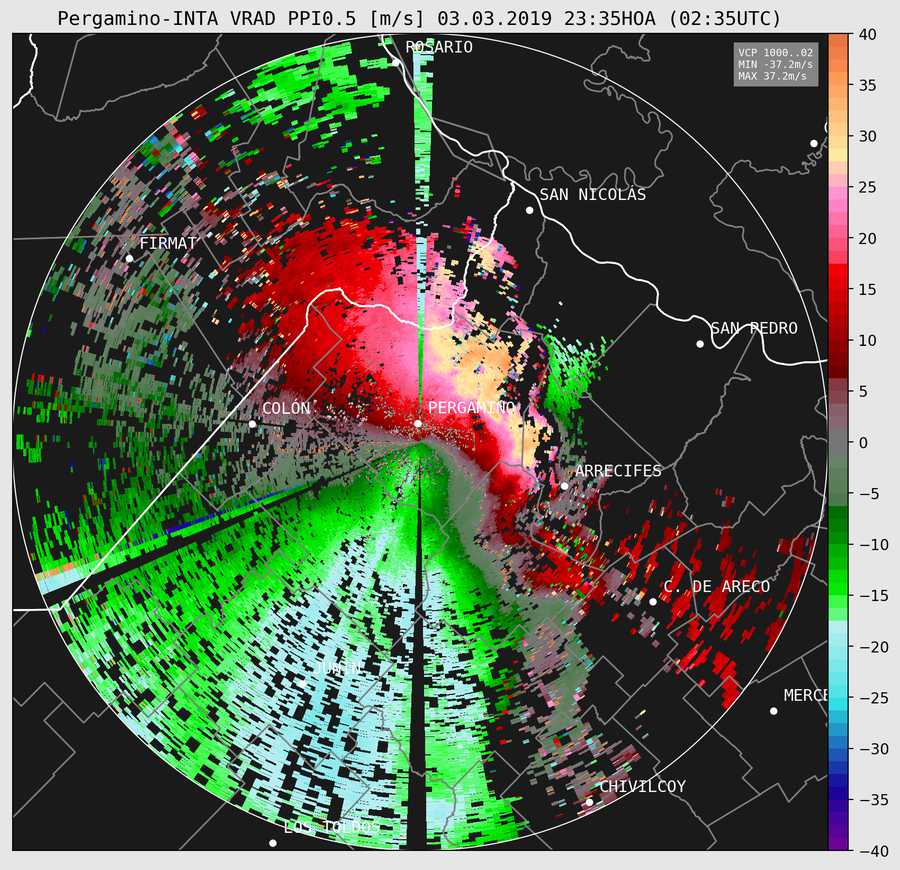 Pergamino-INTA VRAD PPI0.5 [m/s] 03.03.2019 23:35HOA (02:35UTC)
VCP 1000..02
MIN -37.2m/s
MAX 37.2m/s
ROSARIO
SAN NICOLÁS
FIRMAT
SAN PEDRO
COLÓN
PERGAMINO
ARRECIFES
C. DE ARECO
JUNÍN
MERCE
CHIVILCOY
LOS TOLDOS
40
35
30
25
20
15
10
5
0
−5
−10
−15
−20
−25
−30
−35
−40